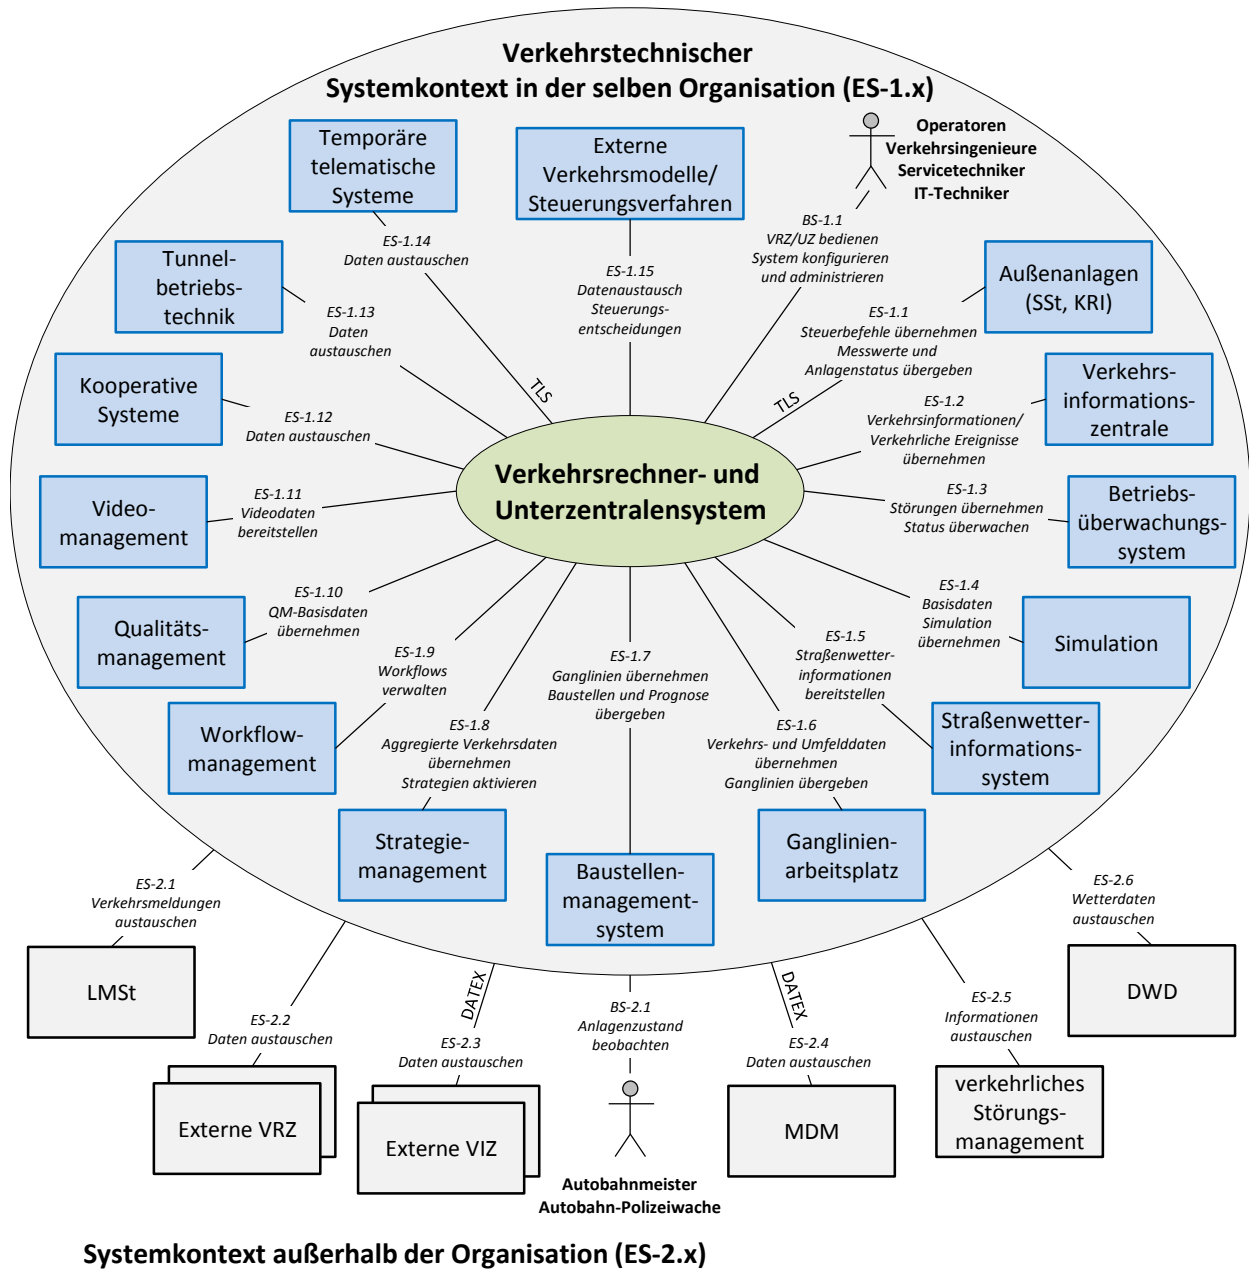 Verkehrstechnischer
Systemkontext in der selben Organisation (ES-1.x)
Temporäre
telematische
Systeme
Externe
Verkehrsmodelle/
Steuerungsverfahren
Operatoren
Verkehrsingenieure
Servicetechniker
IT-Techniker
ES-1.14
Daten austauschen
ES-1.15
Datenaustausch
Steuerungs-
entscheidungen
BS-1.1
VRZ/UZ bedienen
System konfigurieren
und administrieren
Tunnel-
betriebs-
technik
Außenanlagen
(SSt, KRI)
ES-1.13
Daten
austauschen
ES-1.1
Steuerbefehle übernehmen
Messwerte und
Anlagenstatus übergeben
TLS
TLS
Kooperative
Systeme
Verkehrs-
informations-
zentrale
ES-1.12
Daten austauschen
ES-1.2
Verkehrsinformationen/
Verkehrliche Ereignisse
übernehmen
Verkehrsrechner- und
Unterzentralensystem
Video-
management
ES-1.11
Videodaten
bereitstellen
ES-1.3
Störungen übernehmen
Status überwachen
Betriebs-
überwachungs-
system
Qualitäts-
management
ES-1.10
QM-Basisdaten
übernehmen
ES-1.4
Basisdaten
Simulation
übernehmen
Simulation
ES-1.9
Workflows
verwalten
ES-1.7
Ganglinien übernehmen
Baustellen und Prognose
übergeben
ES-1.5
Straßenwetter-
informationen
bereitstellen
Workflow-
management
ES-1.8
Aggregierte Verkehrsdaten
übernehmen
Strategien aktivieren
ES-1.6
Verkehrs- und Umfelddaten
übernehmen
Ganglinien übergeben
Straßenwetter-
informations-
system
Strategie-
management
Baustellen-
management-
system
Ganglinien-
arbeitsplatz
ES-2.1
Verkehrsmeldungen
austauschen
ES-2.6
Wetterdaten
austauschen
LMSt
DWD
ES-2.2
Daten austauschen
DATEX
ES-2.3
Daten austauschen
BS-2.1
Anlagenzustand
beobachten
DATEX
ES-2.4
Daten austauschen
ES-2.5
Informationen
austauschen
Externe VRZ
Externe VIZ
MDM
verkehrliches
Störungs-
management
Autobahnmeister
Autobahn-Polizeiwache
Systemkontext außerhalb der Organisation (ES-2.x)